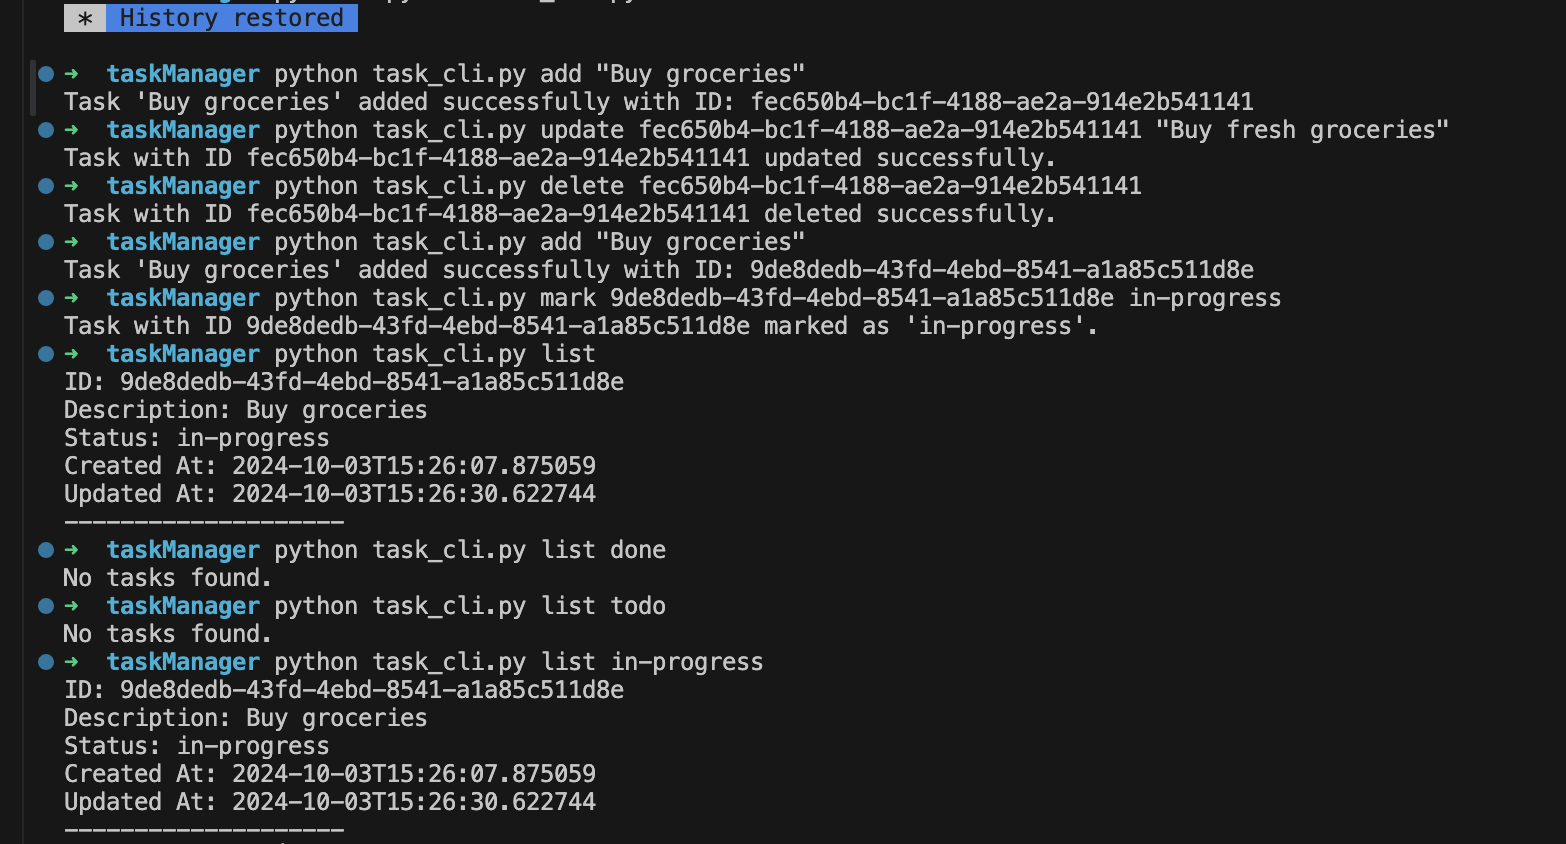 * History restored
➜ taskManager python task_cli.py add "Buy groceries"
Task 'Buy groceries' added successfully with ID: fec650b4-bc1f-4188-ae2a-914e2b541141
➜ taskManager python task_cli.py update fec650b4-bc1f-4188-ae2a-914e2b541141 "Buy fresh groceries"
Task with ID fec650b4-bc1f-4188-ae2a-914e2b541141 updated successfully.
➜ taskManager python task_cli.py delete fec650b4-bc1f-4188-ae2a-914e2b541141
Task with ID fec650b4-bc1f-4188-ae2a-914e2b541141 deleted successfully.
➜ taskManager python task_cli.py add "Buy groceries"
Task 'Buy groceries' added successfully with ID: 9de8dedb-43fd-4ebd-8541-a1a85c511d8e
➜ taskManager python task_cli.py mark 9de8dedb-43fd-4ebd-8541-a1a85c511d8e in-progress
Task with ID 9de8dedb-43fd-4ebd-8541-a1a85c511d8e marked as 'in-progress'.
➜ taskManager python task_cli.py list
ID: 9de8dedb-43fd-4ebd-8541-a1a85c511d8e
Description: Buy groceries
Status: in-progress
Created At: 2024-10-03T15:26:07.875059
Updated At: 2024-10-03T15:26:30.622744
--------------------
➜ taskManager python task_cli.py list done
No tasks found.
➜ taskManager python task_cli.py list todo
No tasks found.
➜ taskManager python task_cli.py list in-progress
ID: 9de8dedb-43fd-4ebd-8541-a1a85c511d8e
Description: Buy groceries
Status: in-progress
Created At: 2024-10-03T15:26:07.875059
Updated At: 2024-10-03T15:26:30.622744
--------------------